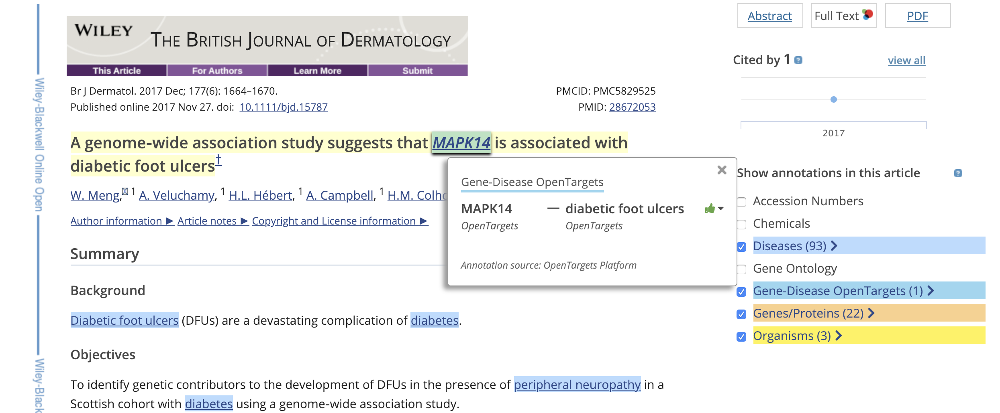 Wiley-Blackwell Online Open
Wiley-Black
WILEY
THE BRITISH JOURNAL OF DERMATOLOGY
This Article
For Authors
Learn More
Submit
Br J Dermatol. 2017 Dec; 177(6): 1664–1670.
PMCID: PMC5829525
Published online 2017 Nov 27. doi: 10.1111/bjd.15787
PMID: 28672053
A genome-wide association study suggests that MAPK14 is associated with
diabetic foot ulcers†
W. Meng, 1 A. Veluchamy, 1 H.L. Hébert, 1 A. Campbell, 1 H.M. Colho
Author information ▶ Article notes ▶ Copyright and License information ▶
Summary
Background
Diabetic foot ulcers (DFUs) are a devastating complication of diabetes.
Objectives
To identify genetic contributors to the development of DFUs in the presence of peripheral neuropathy in a
Scottish cohort with diabetes using a genome-wide association study.
Gene-Disease OpenTargets
MAPK14 — diabetic foot ulcers
OpenTargets OpenTargets
Annotation source: OpenTargets Platform
Abstract
Full Text
PDF
Cited by 1 ?
view all
2017
Show annotations in this article ?
Accession Numbers
Chemicals
Diseases (93)
Gene Ontology
Gene-Disease OpenTargets (1)
Genes/Proteins (22)
Organisms (3)